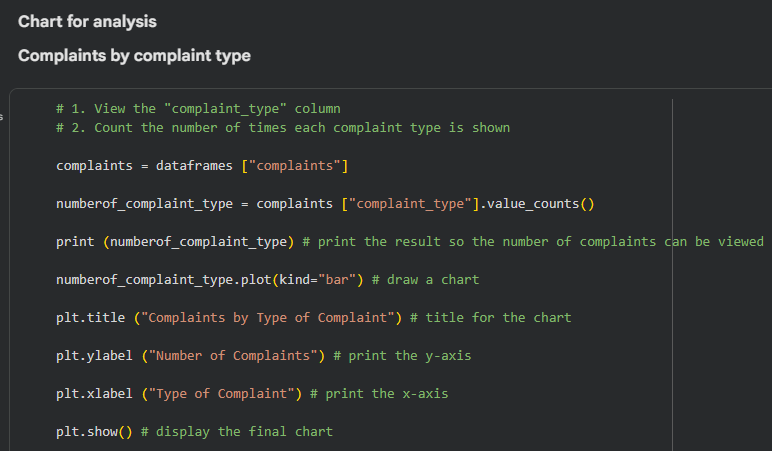 Chart for analysis
Complaints by complaint type
s
# 1. View the "complaint_type" column
# 2. Count the number of times each complaint type is shown
complaints = dataframes ["complaints"]
numberof_complaint_type = complaints ["complaint_type"].value_counts()
print (numberof_complaint_type) # print the result so the number of complaints can be viewed
numberof_complaint_type.plot(kind="bar") # draw a chart
plt.title ("Complaints by Type of Complaint") # title for the chart
plt.ylabel ("Number of Complaints") # print the y-axis
plt.xlabel ("Type of Complaint") # print the x-axis
plt.show() # display the final chart